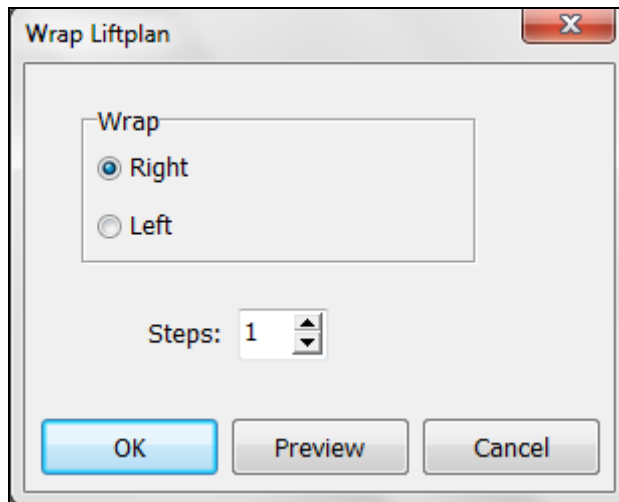 Wrap Liftplan
Wrap
Right
Left
Steps: 1
OK Preview Cancel